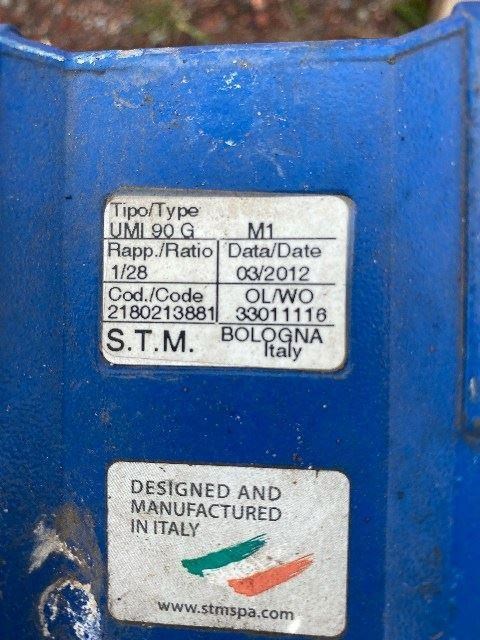 Tipo/Type
UMI 90 G M1
Rapp./Ratio Data/Date
1/28 03/2012
Cod./Code OL/WO
2180213881 33011116
S.T.M. BOLOGNA
Italy
DESIGNED AND
MANUFACTURED
IN ITALY
www.stmspa.com